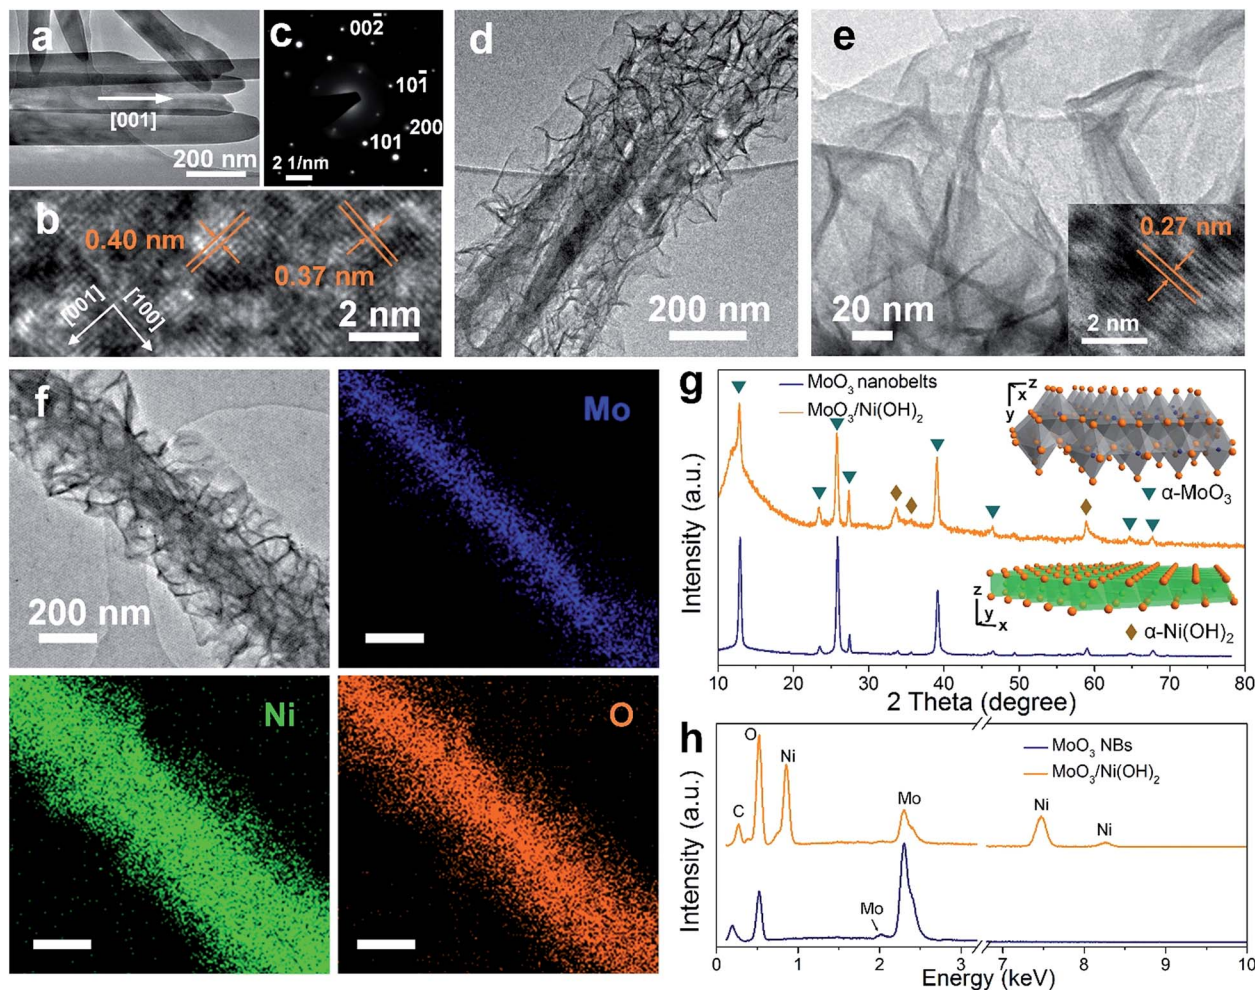 a
[001]
200 nm
c
002̄
101̄
200
101
2 1/nm
b
0.40 nm
0.37 nm
[001]
[100]
2 nm
d
200 nm
e
20 nm
0.27 nm
2 nm
f
200 nm
Mo
Ni
O
g
MoO₃ nanobelts
MoO₃/Ni(OH)₂
z
x
y
α-MoO₃
z
y
x
α-Ni(OH)₂
Intensity (a.u.)
10 20 30 40 50 60 70 80
2 Theta (degree)
h
MoO₃ NBs
MoO₃/Ni(OH)₂
C
O
Ni
Mo
Ni
Ni
Mo
Intensity (a.u.)
0 1 2 3 7 8 9 10
Energy (keV)